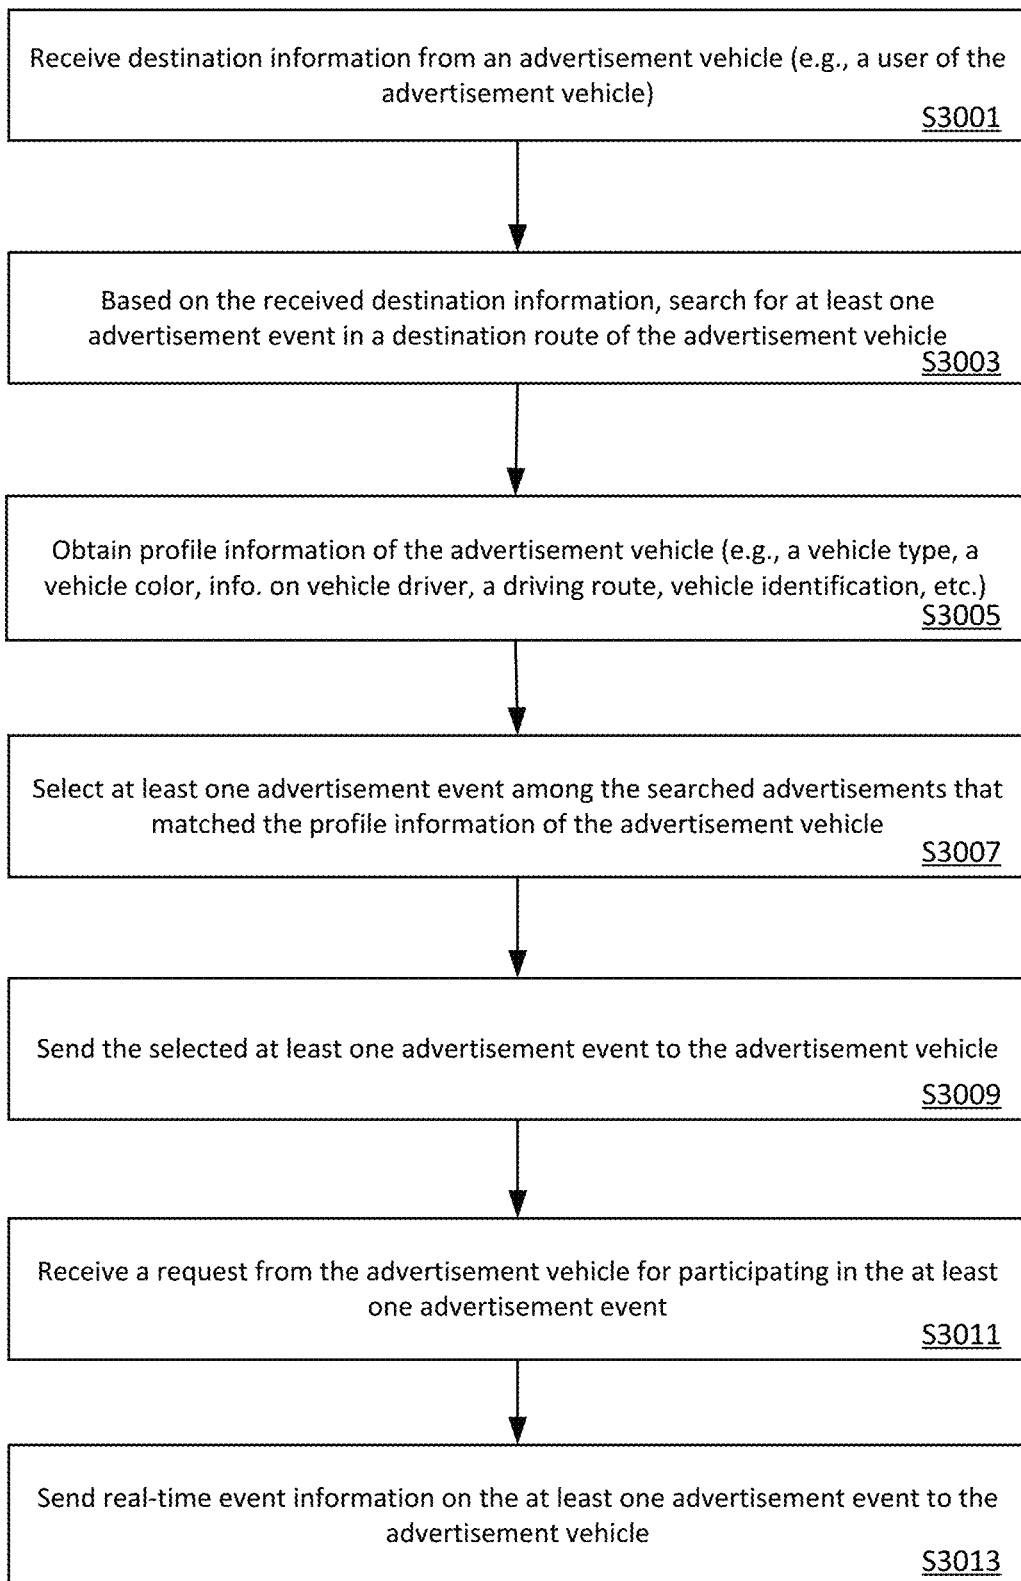 Receive destination information from an advertisement vehicle (e.g., a user of the
advertisement vehicle)
S3001
Based on the received destination information, search for at least one
advertisement event in a destination route of the advertisement vehicle
S3003
Obtain profile information of the advertisement vehicle (e.g., a vehicle type, a
vehicle color, info. on vehicle driver, a driving route, vehicle identification, etc.)
S3005
Select at least one advertisement event among the searched advertisements that
matched the profile information of the advertisement vehicle
S3007
Send the selected at least one advertisement event to the advertisement vehicle
S3009
Receive a request from the advertisement vehicle for participating in the at least
one advertisement event
S3011
Send real-time event information on the at least one advertisement event to the
advertisement vehicle
S3013